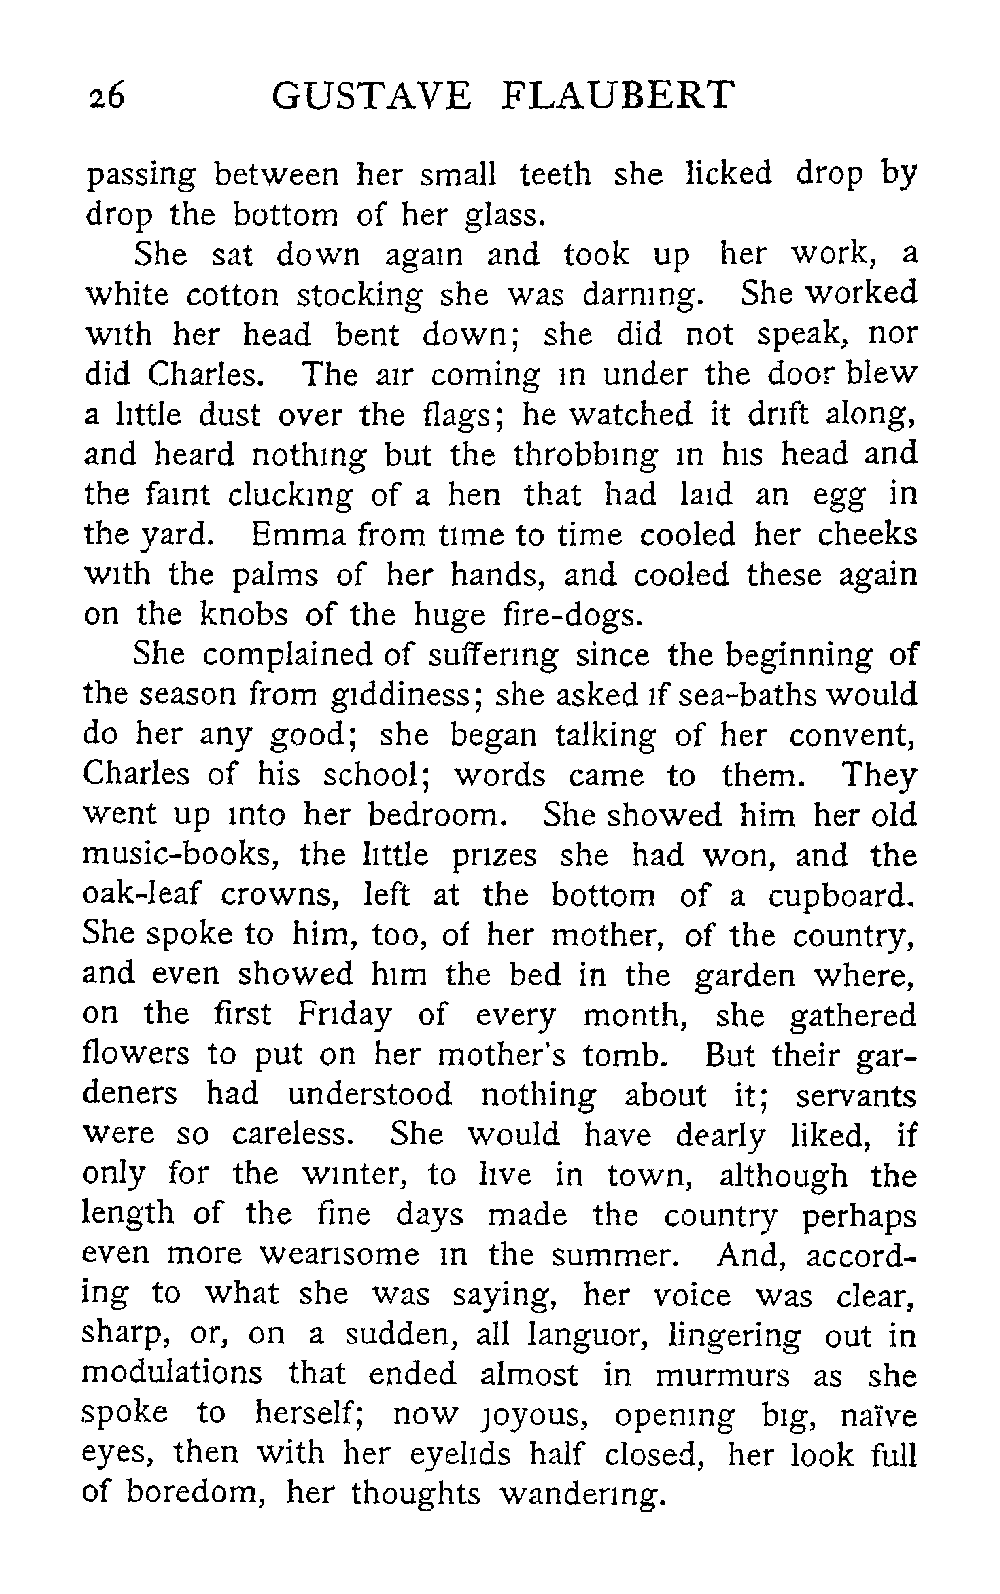 26 GUSTAVE FLAUBERT
passing between her small teeth she licked drop by
drop the bottom of her glass.
She sat down again and took up her work, a
white cotton stocking she was darning. She worked
with her head bent down; she did not speak, nor
did Charles. The air coming in under the door blew
a little dust over the flags; he watched it drift along,
and heard nothing but the throbbing in his head and
the faint clucking of a hen that had laid an egg in
the yard. Emma from time to time cooled her cheeks
with the palms of her hands, and cooled these again
on the knobs of the huge fire-dogs.
She complained of suffering since the beginning of
the season from giddiness; she asked if sea-baths would
do her any good; she began talking of her convent,
Charles of his school; words came to them. They
went up into her bedroom. She showed him her old
music-books, the little prizes she had won, and the
oak-leaf crowns, left at the bottom of a cupboard.
She spoke to him, too, of her mother, of the country,
and even showed him the bed in the garden where,
on the first Friday of every month, she gathered
flowers to put on her mother's tomb. But their gar-
deners had understood nothing about it; servants
were so careless. She would have dearly liked, if
only for the winter, to live in town, although the
length of the fine days made the country perhaps
even more wearisome in the summer. And, accord-
ing to what she was saying, her voice was clear,
sharp, or, on a sudden, all languor, lingering out in
modulations that ended almost in murmurs as she
spoke to herself; now joyous, opening big, naïve
eyes, then with her eyelids half closed, her look full
of boredom, her thoughts wandering.